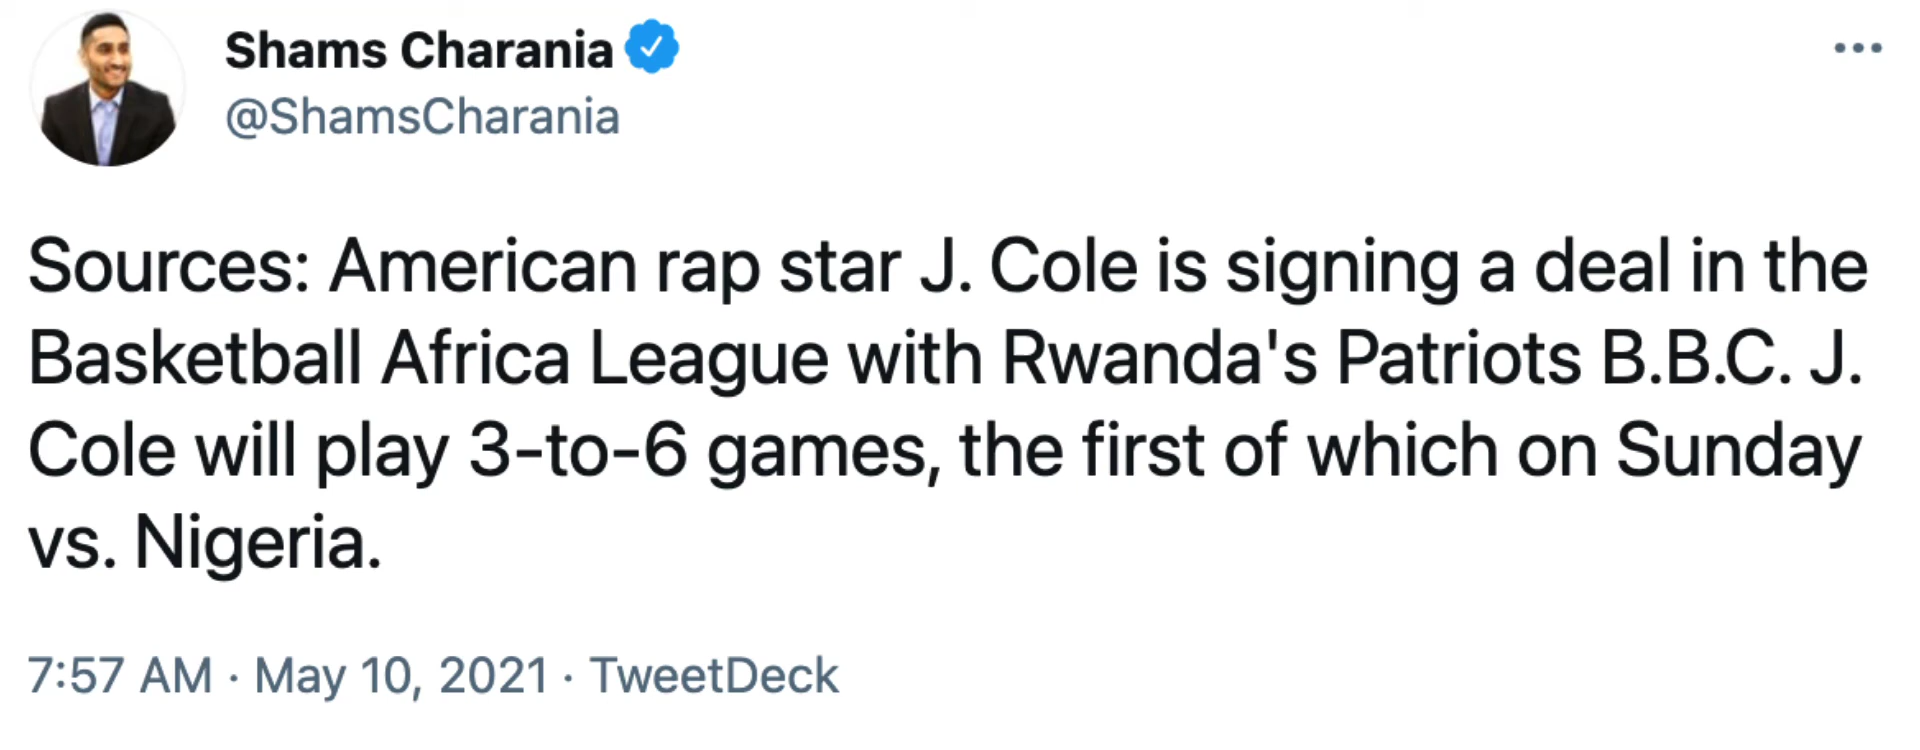 Shams Charania
@ShamsCharania
Sources: American rap star J. Cole is signing a deal in the
Basketball Africa League with Rwanda's Patriots B.B.C. J.
Cole will play 3-to-6 games, the first of which on Sunday
vs. Nigeria.
7:57 AM · May 10, 2021 · TweetDeck